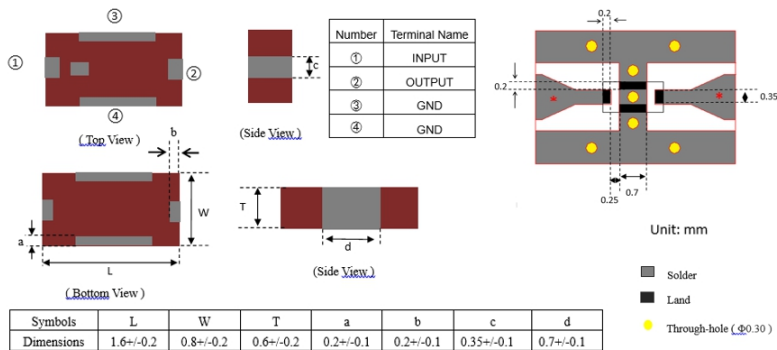 ③
①
②
④
( Top View )
b
c
(Side View )
Number Terminal Name
① INPUT
② OUTPUT
③ GND
④ GND
0.2
0.2
* *
0.35
0.25
0.7
W
a
L
( Bottom View )
T
d
(Side View )
Unit: mm
Solder
Land
Through-hole ( Φ0.30 )
Symbols L W T a b c d
Dimensions 1.6+/-0.2 0.8+/-0.2 0.6+/-0.2 0.2+/-0.1 0.2+/-0.1 0.35+/-0.1 0.7+/-0.1